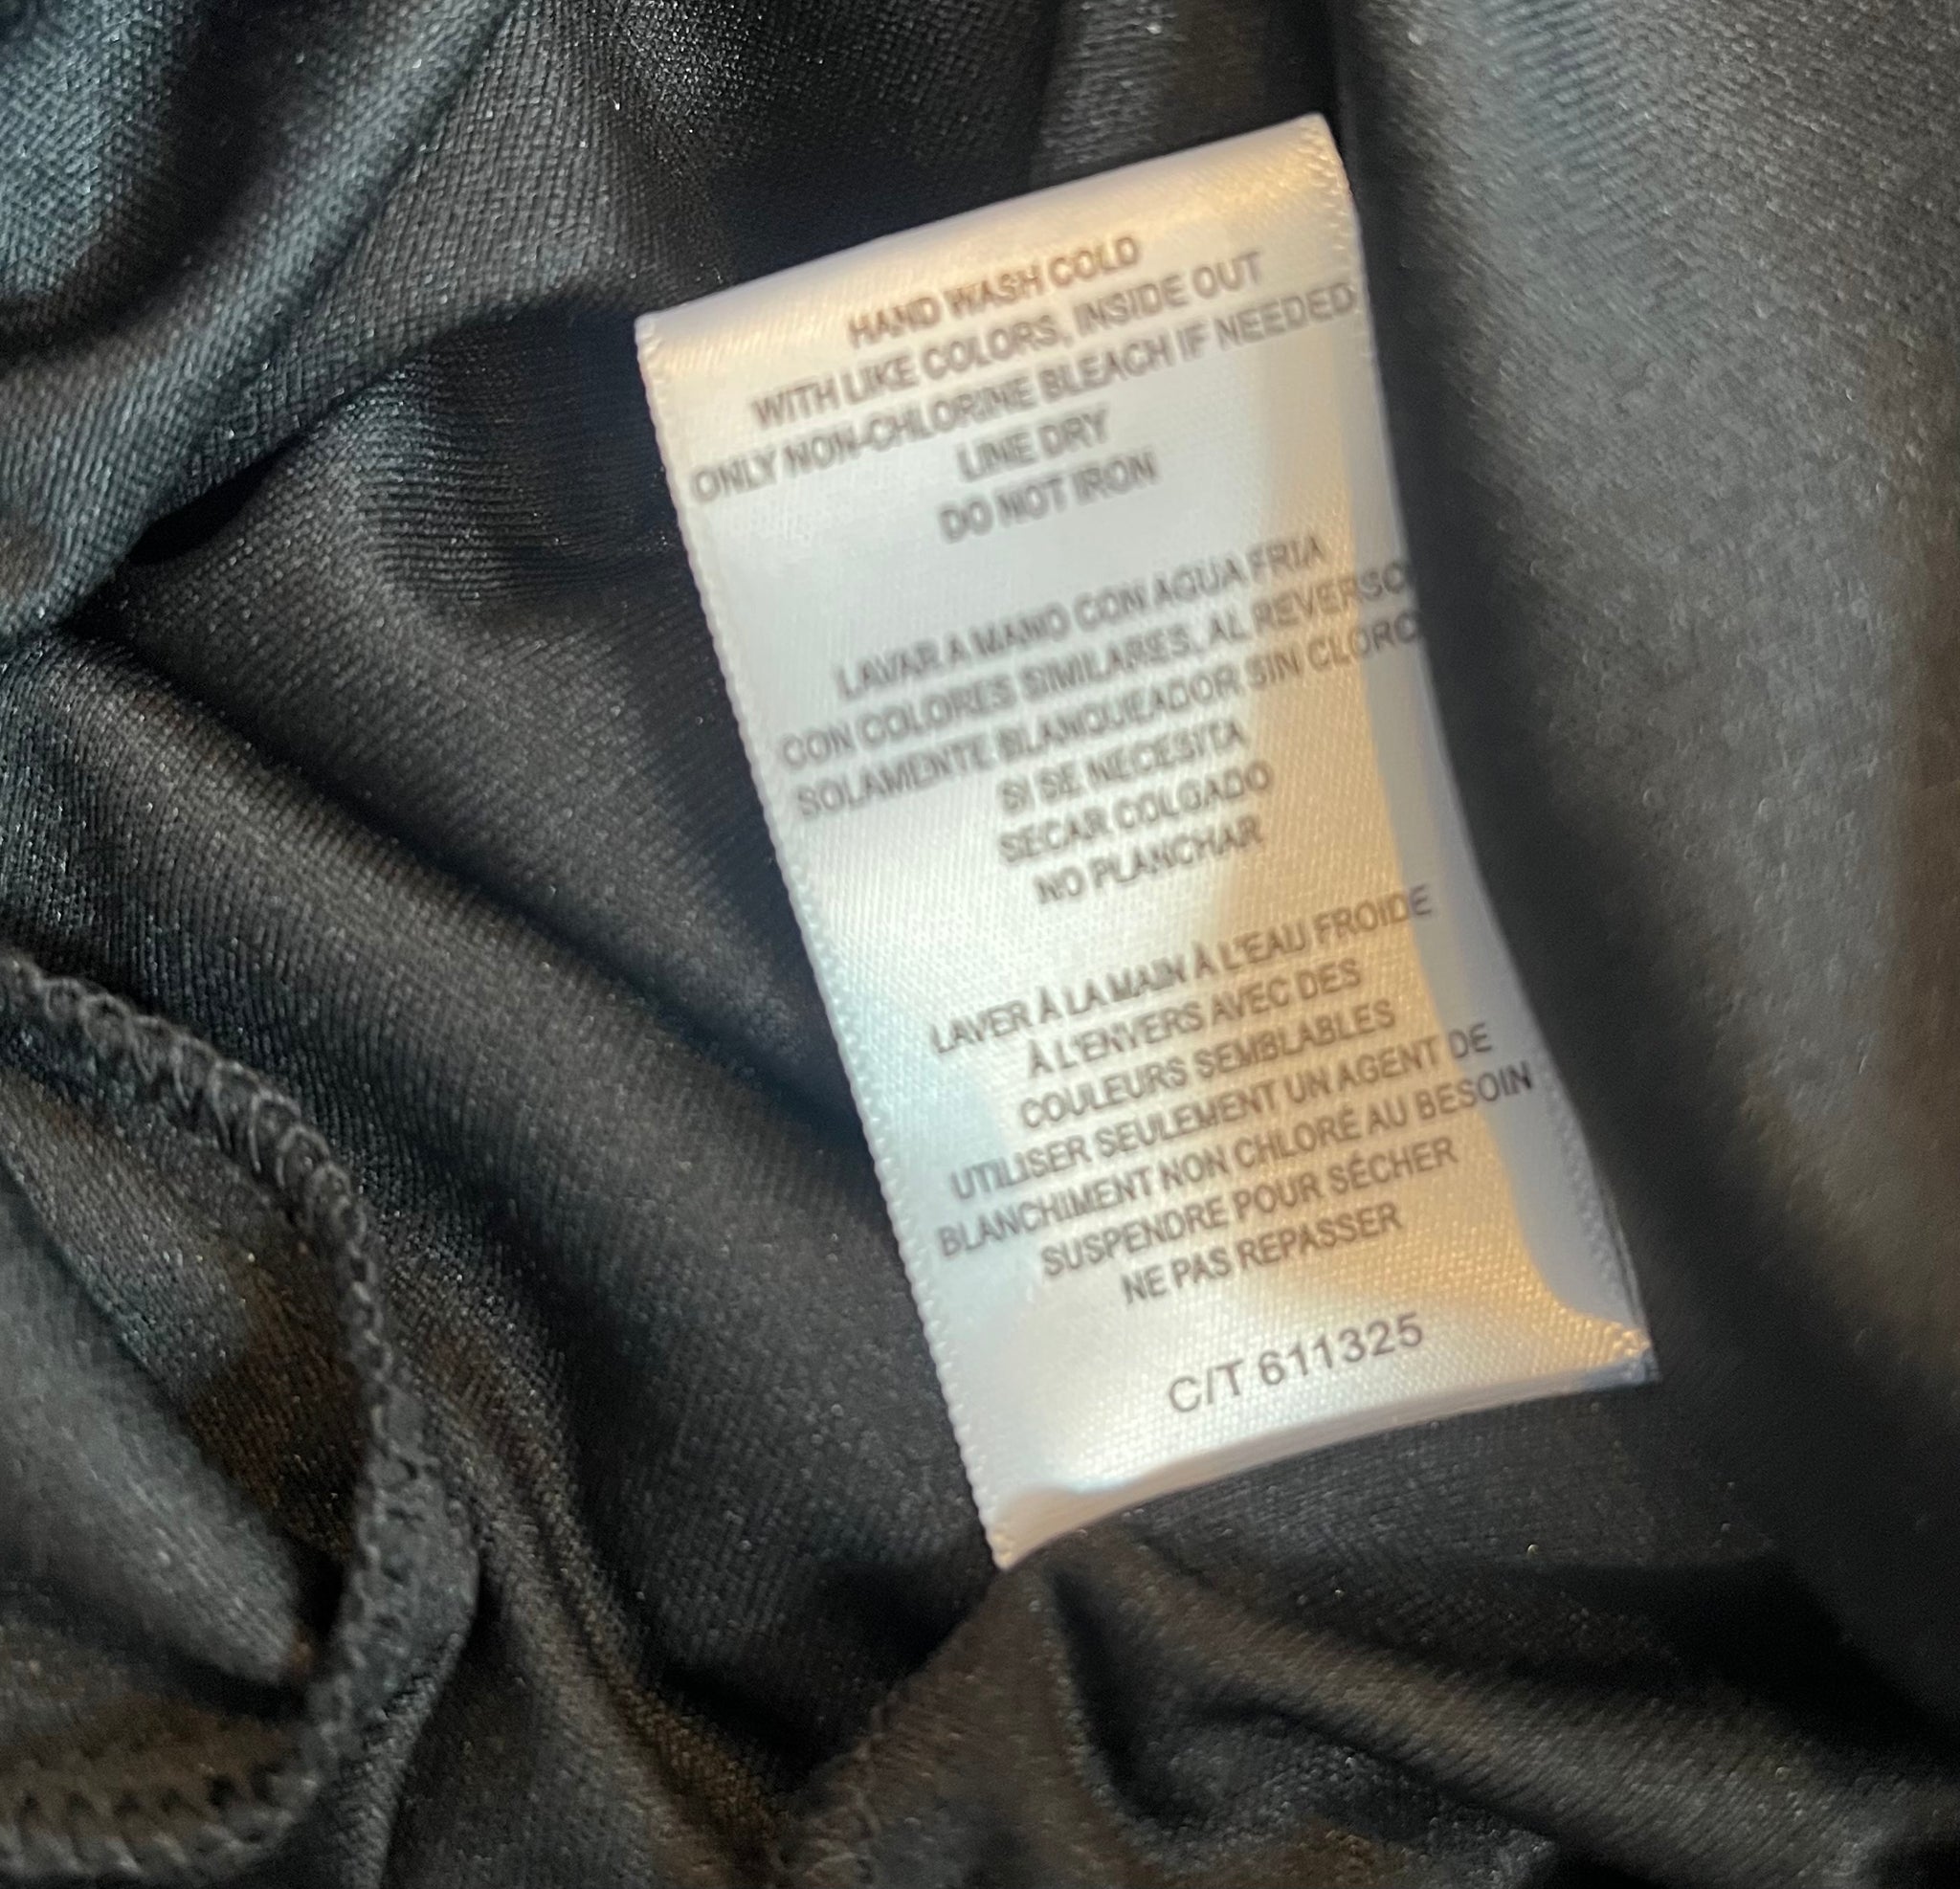 HAND WASH COLD
WITH LIKE COLORS, INSIDE OUT
ONLY NON-CHLORINE BLEACH IF NEEDED
LINE DRY
DO NOT IRON
LAVAR A MANO CON AGUA FRIA
CON COLORES SIMILARES, AL REVERSO
SOLAMENTE BLANQUEADOR SIN CLORO
SI SE NECESITA
SECAR COLGADO
NO PLANCHAR
LAVER À LA MAIN À L'EAU FROIDE
À L'ENVERS AVEC DES
COULEURS SEMBLABLES
UTILISER SEULEMENT UN AGENT DE
BLANCHIMENT NON CHLORÉ AU BESOIN
SUSPENDRE POUR SÉCHER
NE PAS REPASSER
C/T 611325